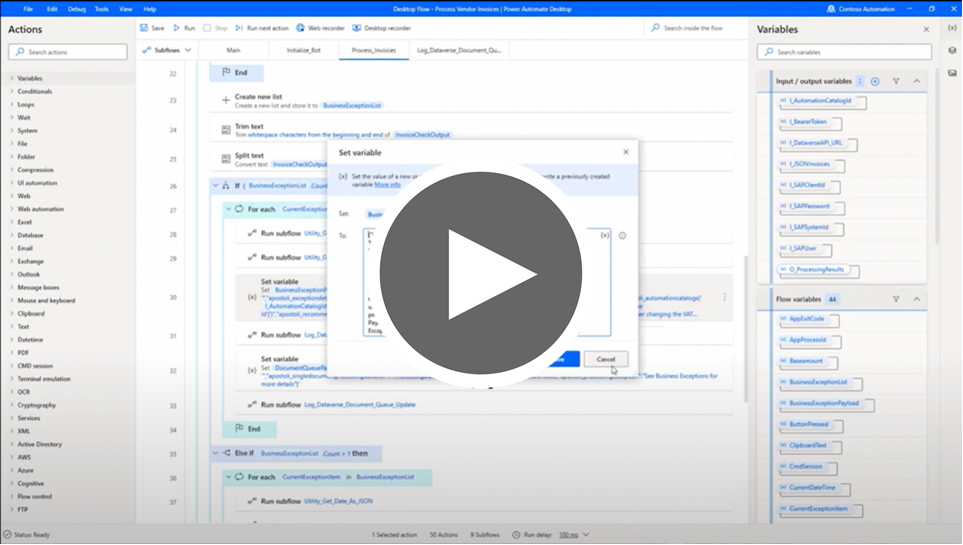 File Edit Debug Tools View Help
Desktop Flow - Process Vendor Invoices | Power Automate Desktop
Contoso Automation
Actions
Search actions
Variables
Conditionals
Loops
Wait
System
File
Folder
Compression
UI automation
Web
Web automation
Excel
Database
Email
Exchange
Outlook
Message boxes
Mouse and keyboard
Clipboard
Text
Datetime
PDF
CMD session
Terminal emulation
OCR
Cryptography
Services
XML
Active Directory
AWS
Azure
Cognitive
Flow control
FTP
Save Run Stop Run next action Web recorder Desktop recorder
Search inside the flow
Subflows Main Initialize_Bot Process_Invoices Log_Dataverse_Document_Qu...
22 End
23 Create new list
Create a new list and store it to BusinessExceptionList
24 Trim text
Trim whitespace characters from the beginning and end of InvoiceCheckOutput
25 Split text
Convert text InvoiceCheckOutput
26 If ( BusinessExceptionList .Count
27 For each CurrentException
28 Run subflow Utility_G
29 Run subflow
30 Set variable
Set BusinessExceptionP
'","apostoli_exceptiondet
I_AutomationCatalogId
Id']}","apostoli_recomme
oli_automationcatalogs('
er changing the VAT...
31 Run subflow Log_Dat
32 Set variable
Set DocumentQueuePa
"See Business Exceptions for
more details"}'
33 Run subflow Log_Dataverse_Document_Queue_Update
34 End
35 Else if BusinessExceptionList .Count > 1 then
36 For each CurrentExceptionItem in BusinessExceptionList
37 Run subflow Utility_Get_Date_As_JSON
Set variable
{x} Set the value of a new or
write a previously created
variable More info
Set: Busin
To: {x}
Cancel
Variables
Search variables
Input / output variables
I_AutomationCatalogId
I_BearerToken
I_DataverseAPI_URL
I_JSONInvoices
I_SAPClientId
I_SAPPassword
I_SAPSystemId
I_SAPUser
O_ProcessingResults
Flow variables 44
AppExitCode
AppProcessId
Baseamount
BusinessExceptionList
BusinessExceptionPayload
ButtonPressed
ClipboardText
CmdSession
CurrentDateTime
CurrentExceptionItem
Status: Ready
1 Selected action 50 Actions 9 Subflows Run delay: 100 ms